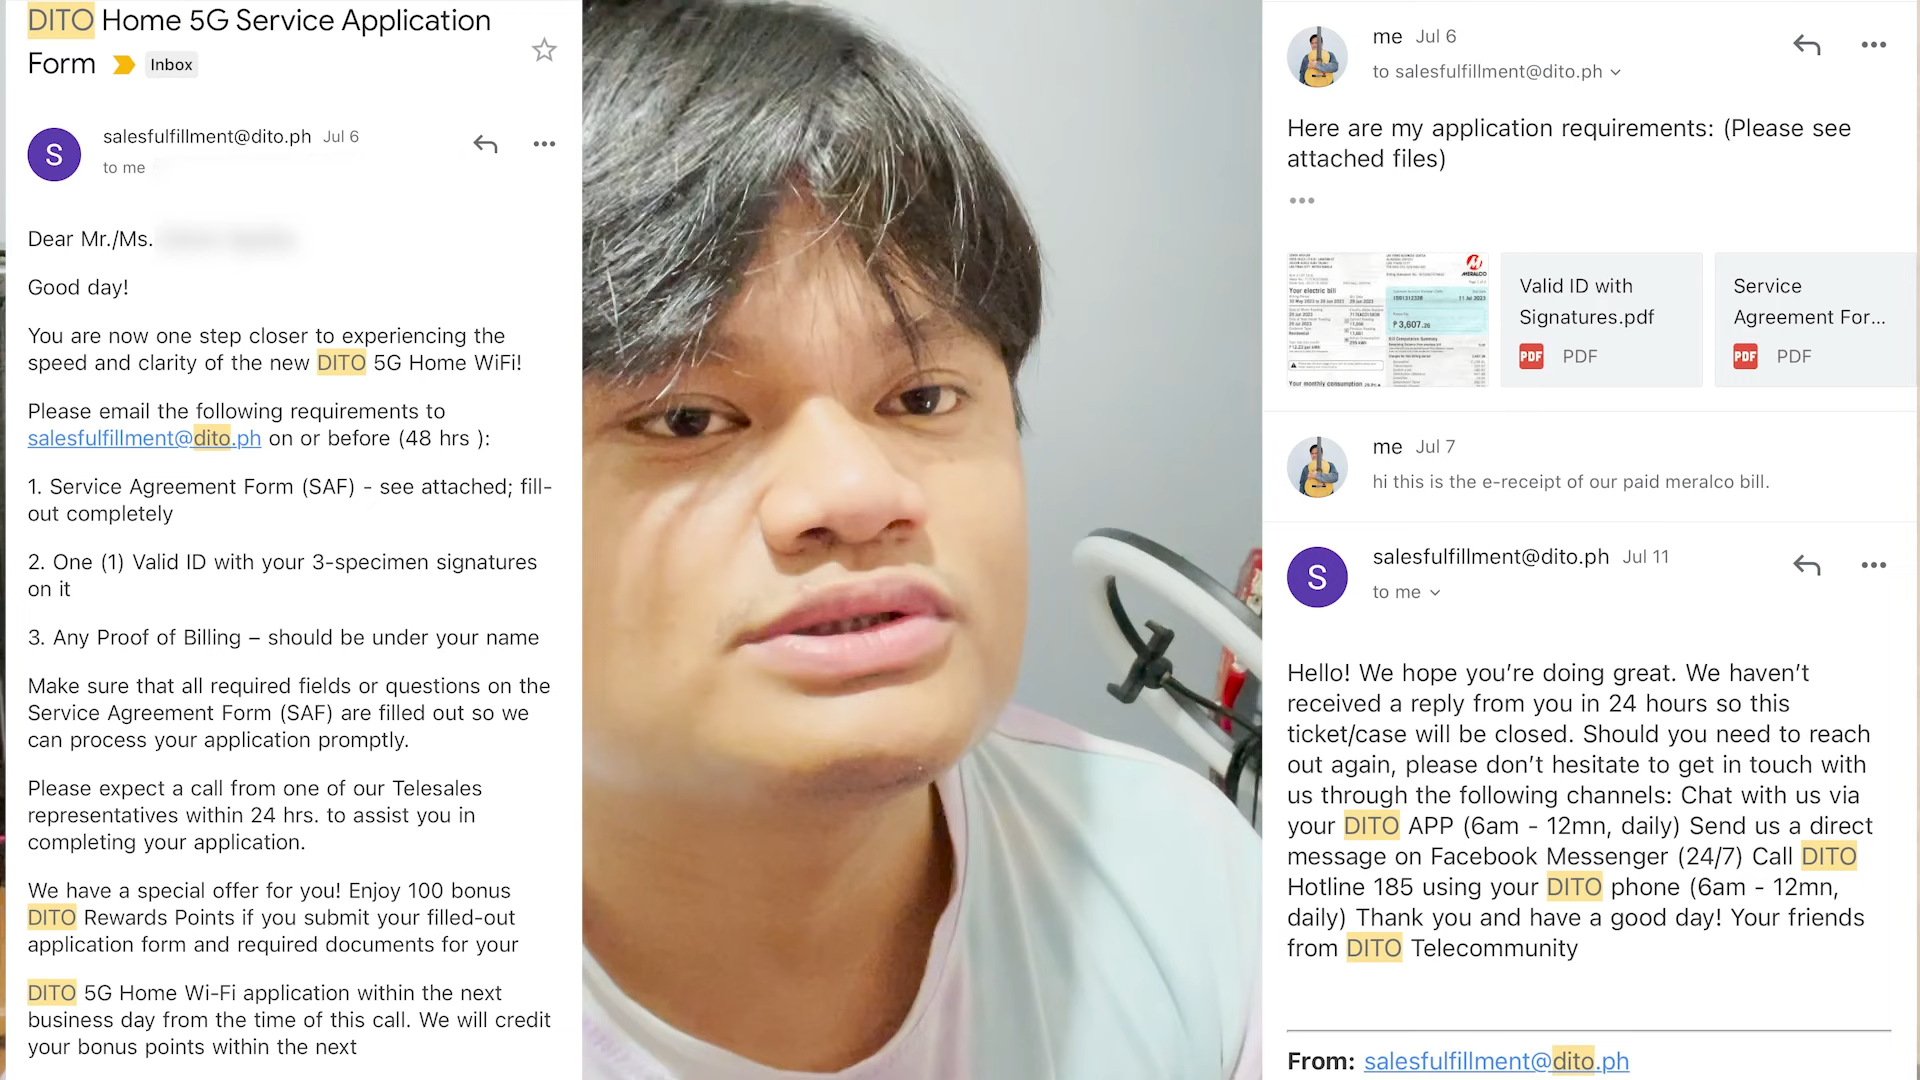 DITO Home 5G Service Application
Form
Inbox
S
salesfulfillment@dito.ph Jul 6
to me
Dear Mr./Ms.
Good day!
You are now one step closer to experiencing the
speed and clarity of the new DITO 5G Home WiFi!
Please email the following requirements to
salesfulfillment@dito.ph on or before (48 hrs ):
1. Service Agreement Form (SAF) - see attached; fill-
out completely
2. One (1) Valid ID with your 3-specimen signatures
on it
3. Any Proof of Billing – should be under your name
Make sure that all required fields or questions on the
Service Agreement Form (SAF) are filled out so we
can process your application promptly.
Please expect a call from one of our Telesales
representatives within 24 hrs. to assist you in
completing your application.
We have a special offer for you! Enjoy 100 bonus
DITO Rewards Points if you submit your filled-out
application form and required documents for your
DITO 5G Home Wi-Fi application within the next
business day from the time of this call. We will credit
your bonus points within the next
me Jul 6
to salesfulfillment@dito.ph
Here are my application requirements: (Please see
attached files)
MERALCO
Your electric bill
11 Jul 2023
₱ 3,607.26
Your monthly consumption
Valid ID with
Signatures.pdf
PDF PDF
Service
Agreement For...
PDF PDF
me Jul 7
hi this is the e-receipt of our paid meralco bill.
S
salesfulfillment@dito.ph Jul 11
to me
Hello! We hope you’re doing great. We haven’t
received a reply from you in 24 hours so this
ticket/case will be closed. Should you need to reach
out again, please don’t hesitate to get in touch with
us through the following channels: Chat with us via
your DITO APP (6am - 12mn, daily) Send us a direct
message on Facebook Messenger (24/7) Call DITO
Hotline 185 using your DITO phone (6am - 12mn,
daily) Thank you and have a good day! Your friends
from DITO Telecommunity
From: salesfulfillment@dito.ph